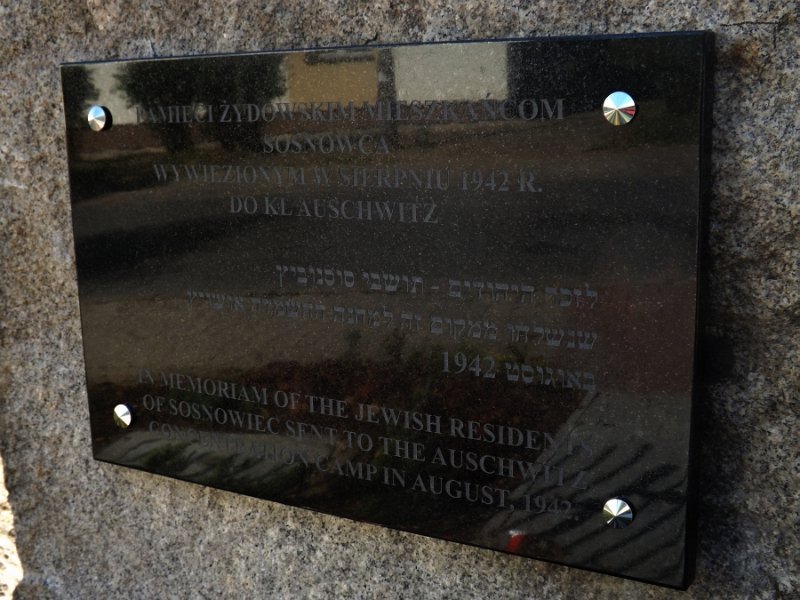 PAMIĘCI ŻYDOWSKIM MIESZKAŃCOM
SOSNOWCA
WYWIEZIONYM W SIERPNIU 1942 R.
DO KL AUSCHWITZ
לזכר היהודים - תושבי סוסנוביץ
שנשלחו ממקום זה למחנה ההשמדה אישויץ
באוגוסט 1942
IN MEMORIAM OF THE JEWISH RESIDENTS
OF SOSNOWIEC SENT TO THE AUSCHWITZ
CONCENTRATION CAMP IN AUGUST, 1942.